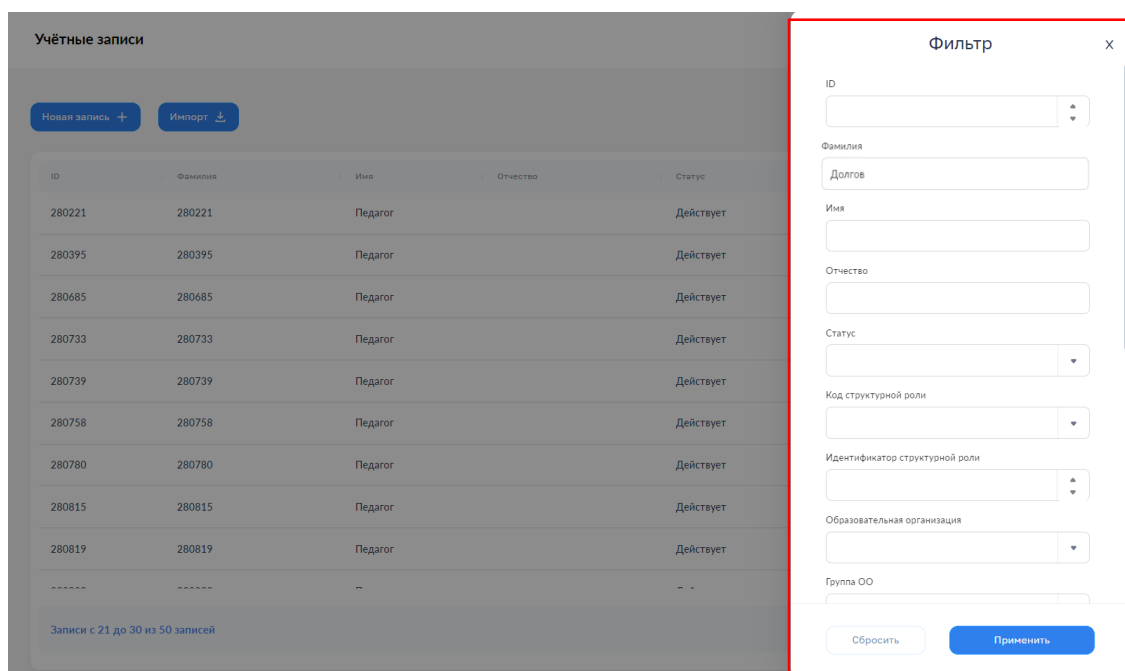 Учётные записи
Новая запись +
Импорт
ID Фамилия Имя Отчество Статус
280221 280221 Педагог Действует
280395 280395 Педагог Действует
280685 280685 Педагог Действует
280733 280733 Педагог Действует
280739 280739 Педагог Действует
280758 280758 Педагог Действует
280780 280780 Педагог Действует
280815 280815 Педагог Действует
280819 280819 Педагог Действует
Записи с 21 до 30 из 50 записей
Фильтр X
ID
Фамилия
Долгов
Имя
Отчество
Статус
Код структурной роли
Идентификатор структурной роли
Образовательная организация
Группа ОО
Сбросить
Применить